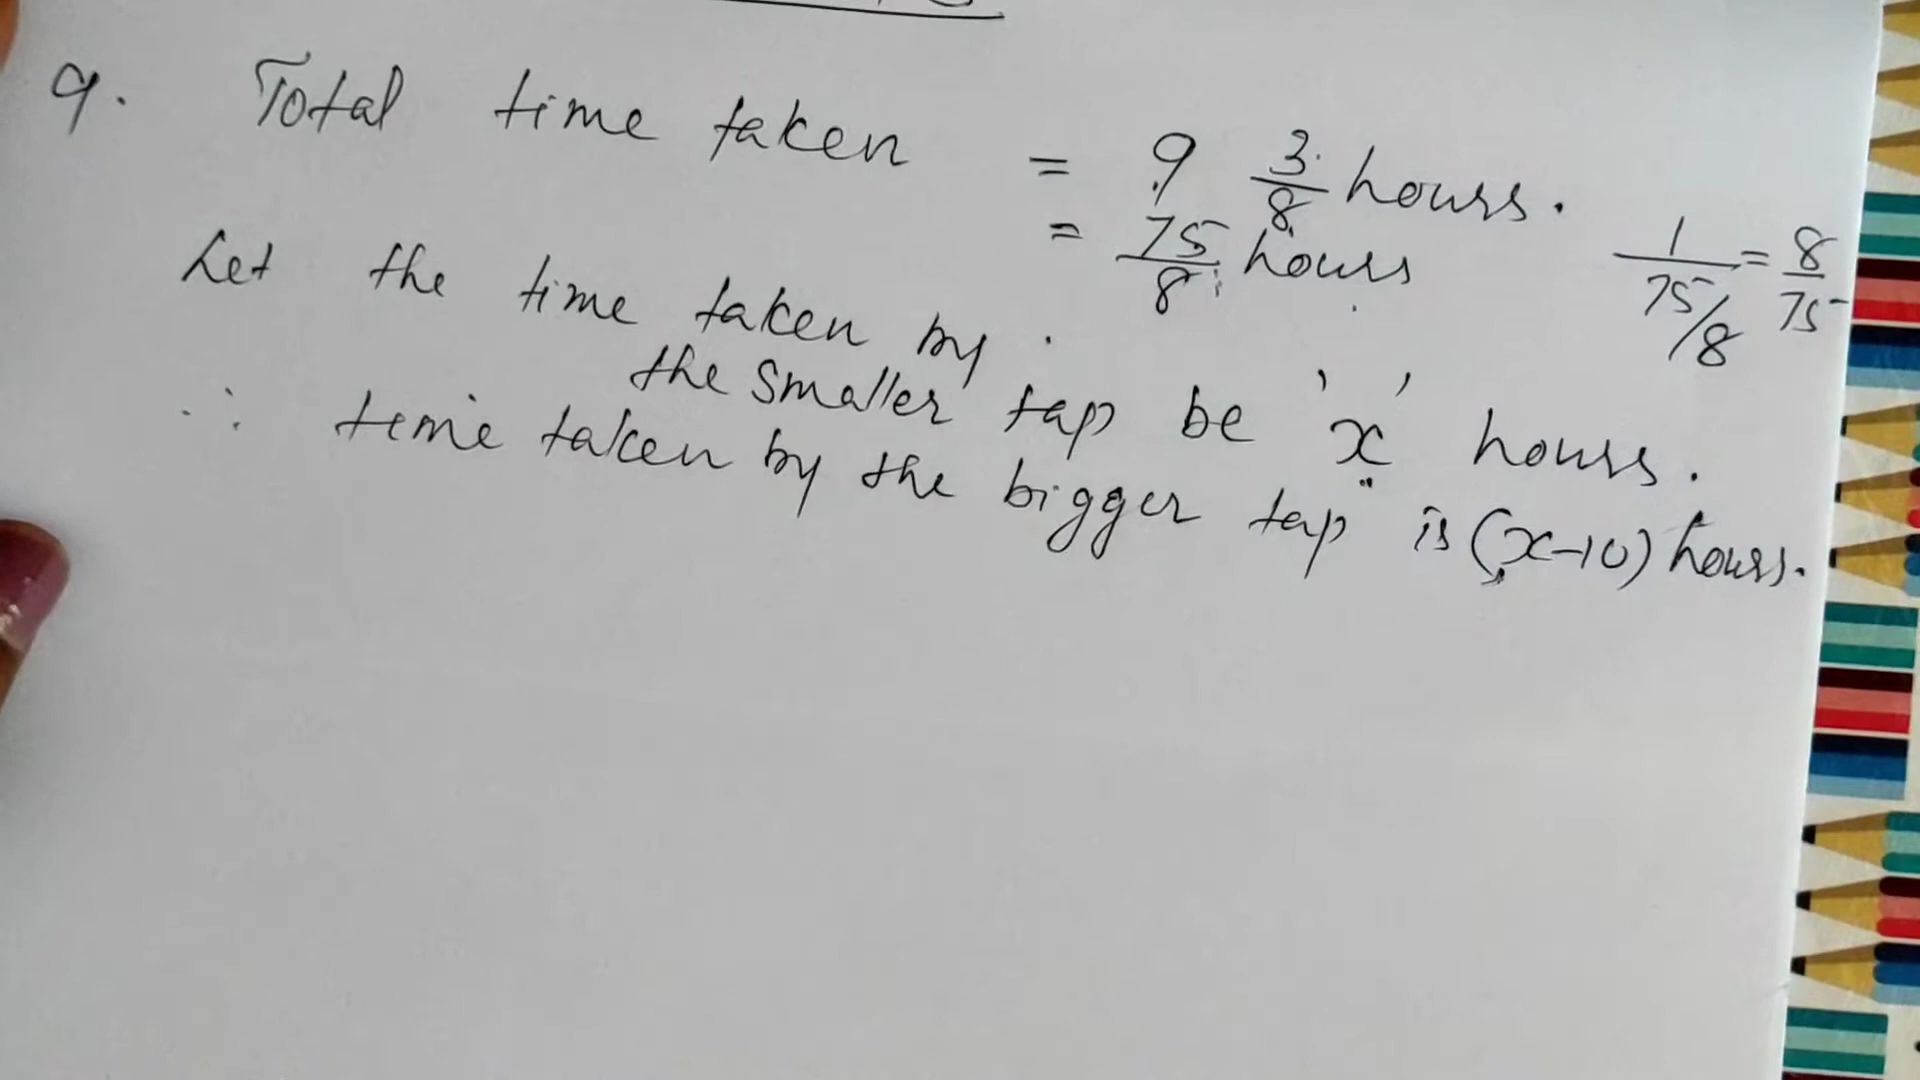 9. Total time taken = 9 3/8 hours.
= 75/8 hours 1/(75/8) = 8/75
Let the time taken by
the smaller tap be 'x' hours.
∴ time taken by the bigger tap is (x-10) hours.